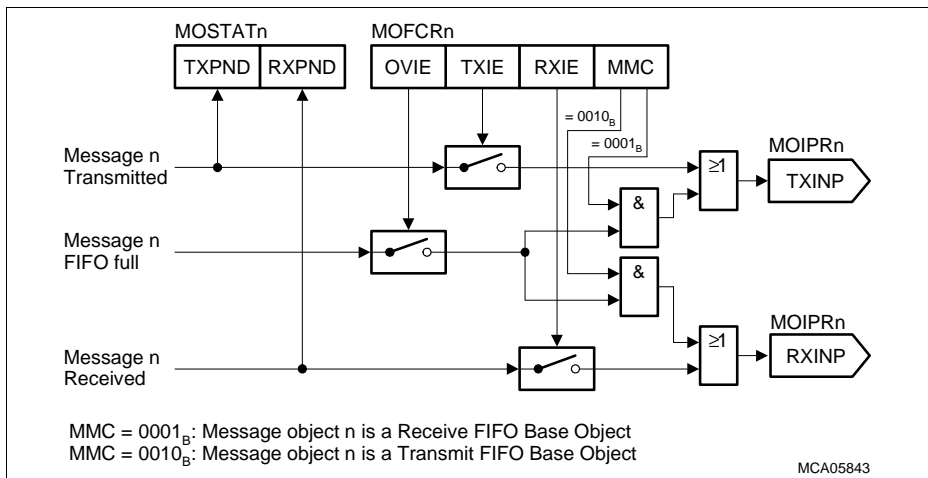 MOSTATn
MOFCRn
TXPND RXPND
OVIE TXIE RXIE MMC
= 0010B
= 0001B
MOIPRn
Message n
Transmitted
≥1
TXINP
&
Message n
FIFO full
&
MOIPRn
≥1
RXINP
Message n
Received
MMC = 0001B: Message object n is a Receive FIFO Base Object
MMC = 0010B: Message object n is a Transmit FIFO Base Object
MCA05843